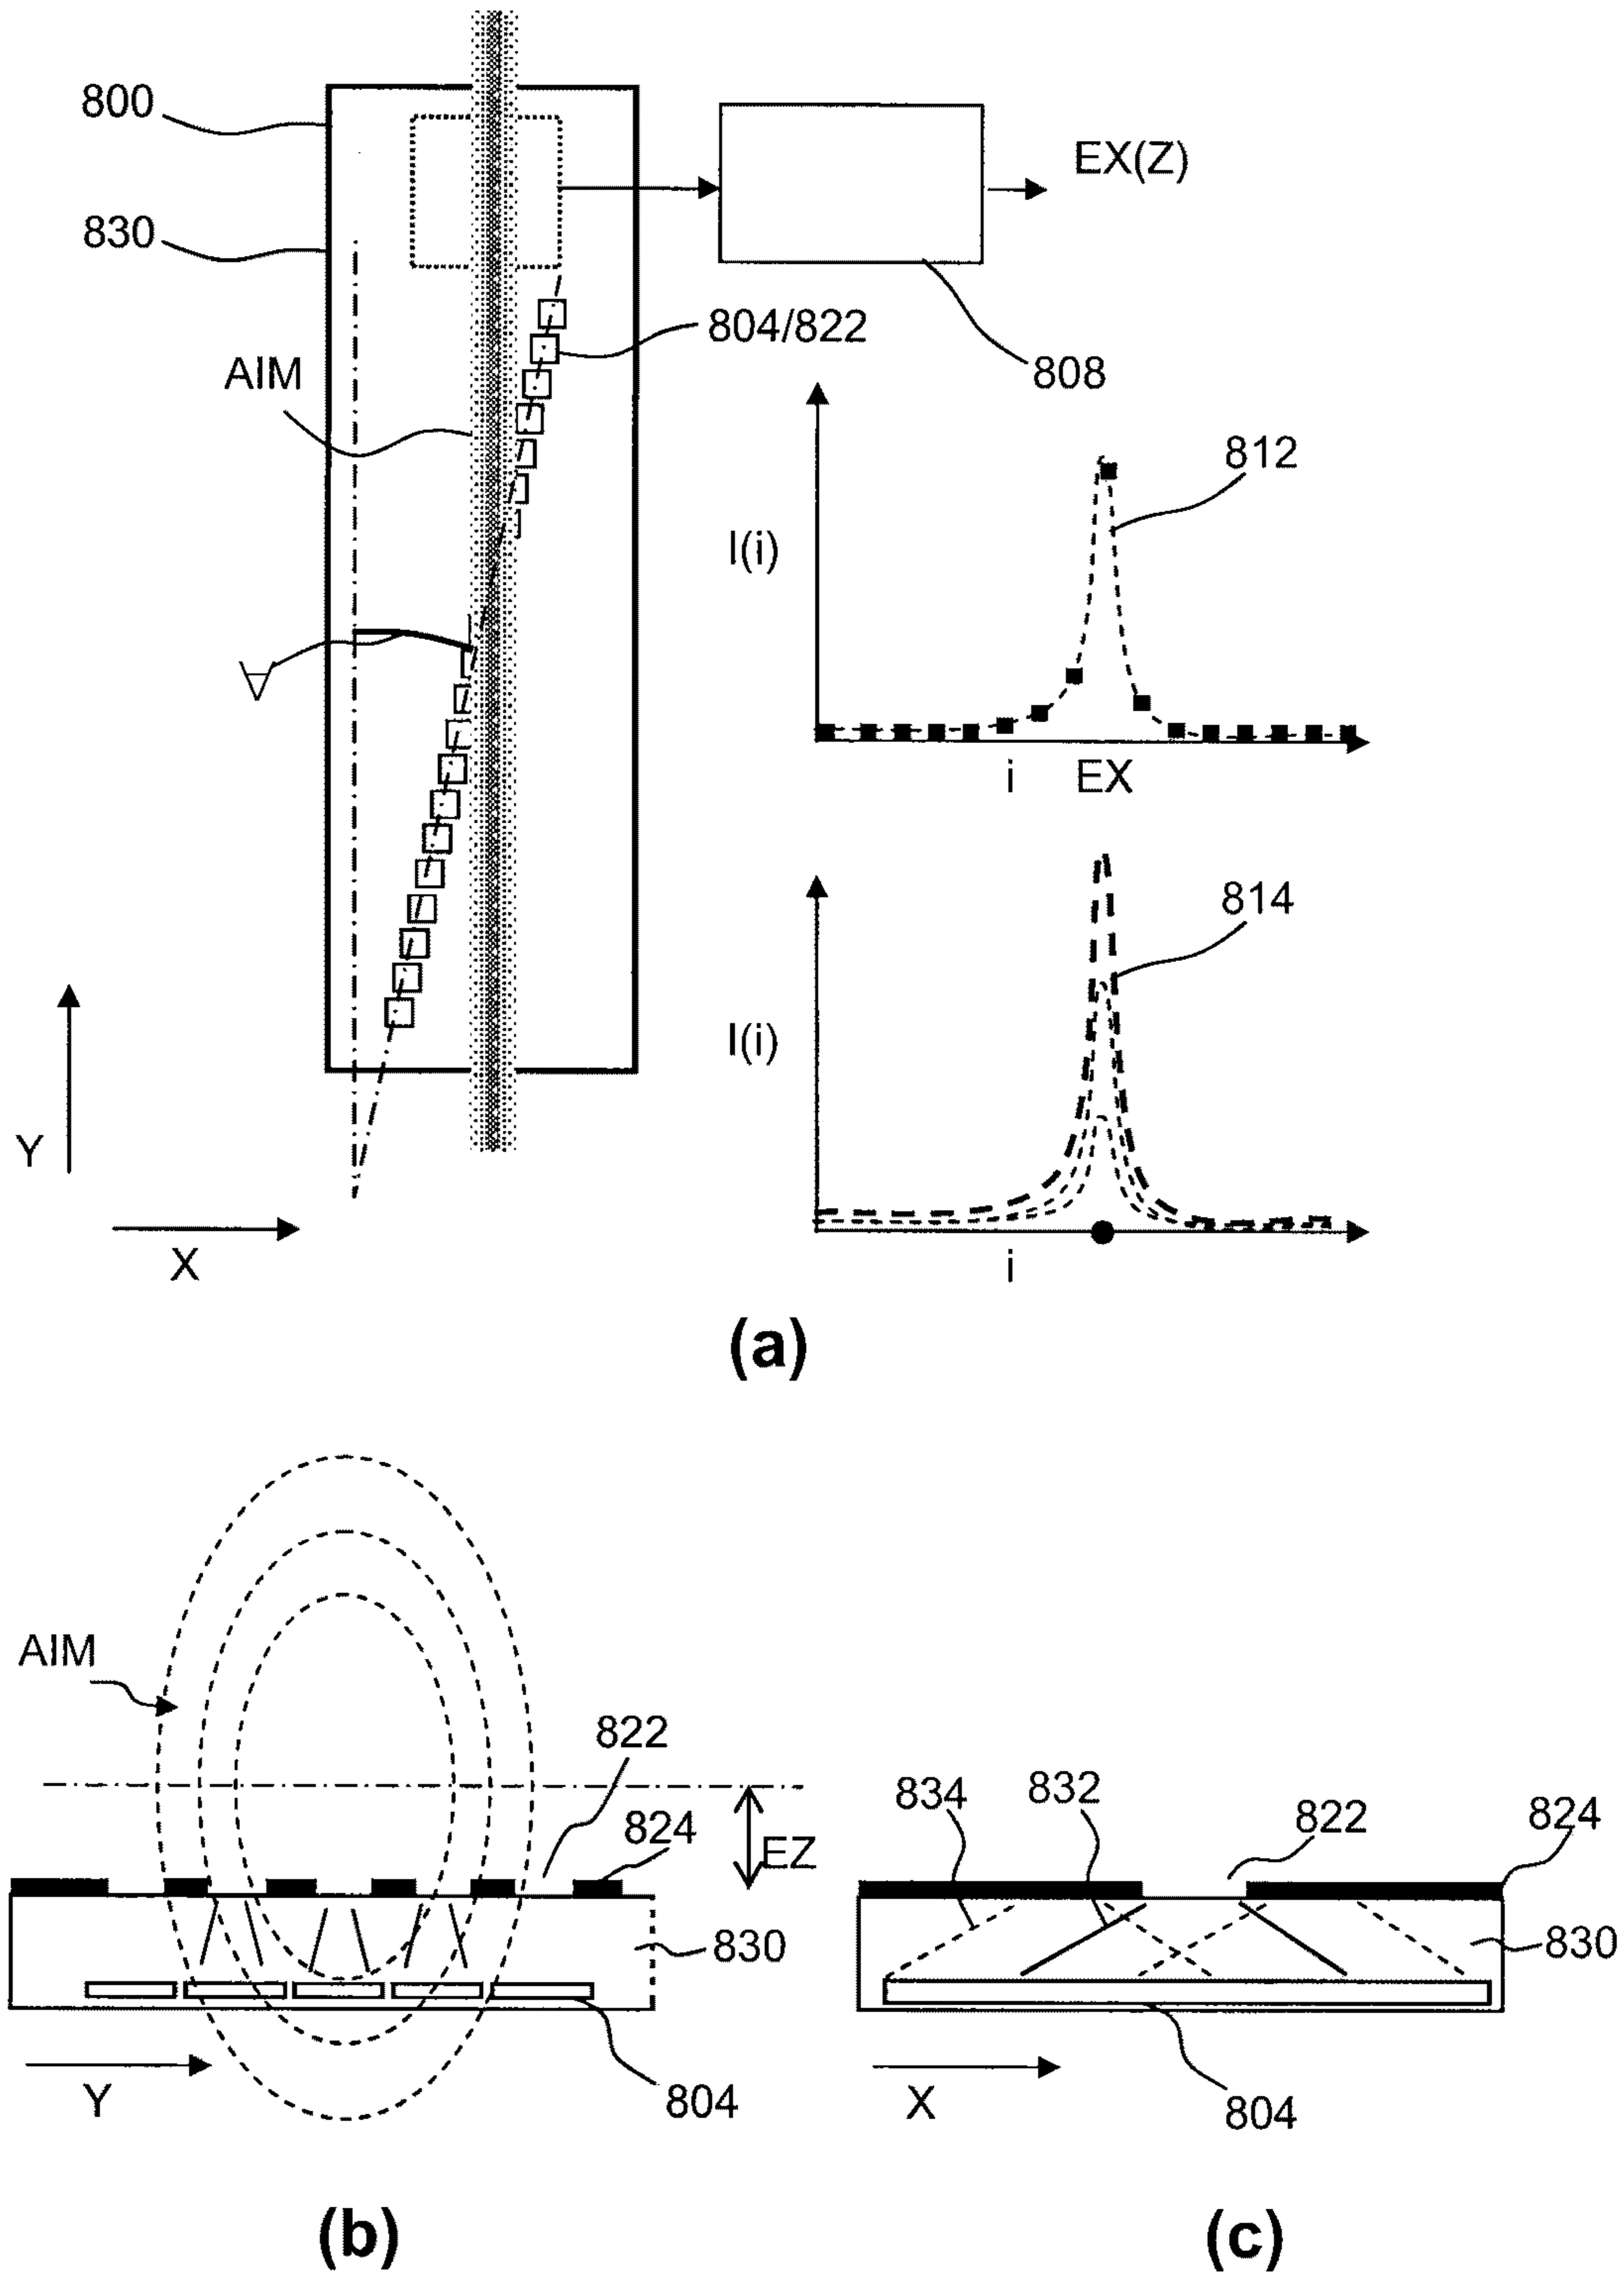 800
830
EX(Z)
804/822
AIM
808
812
I(i)
∀
i EX
814
I(i)
Y
X
i
(a)
AIM
822
824
EZ
830
Y
804
834 832
822 824
830
X
804
(b) (c)